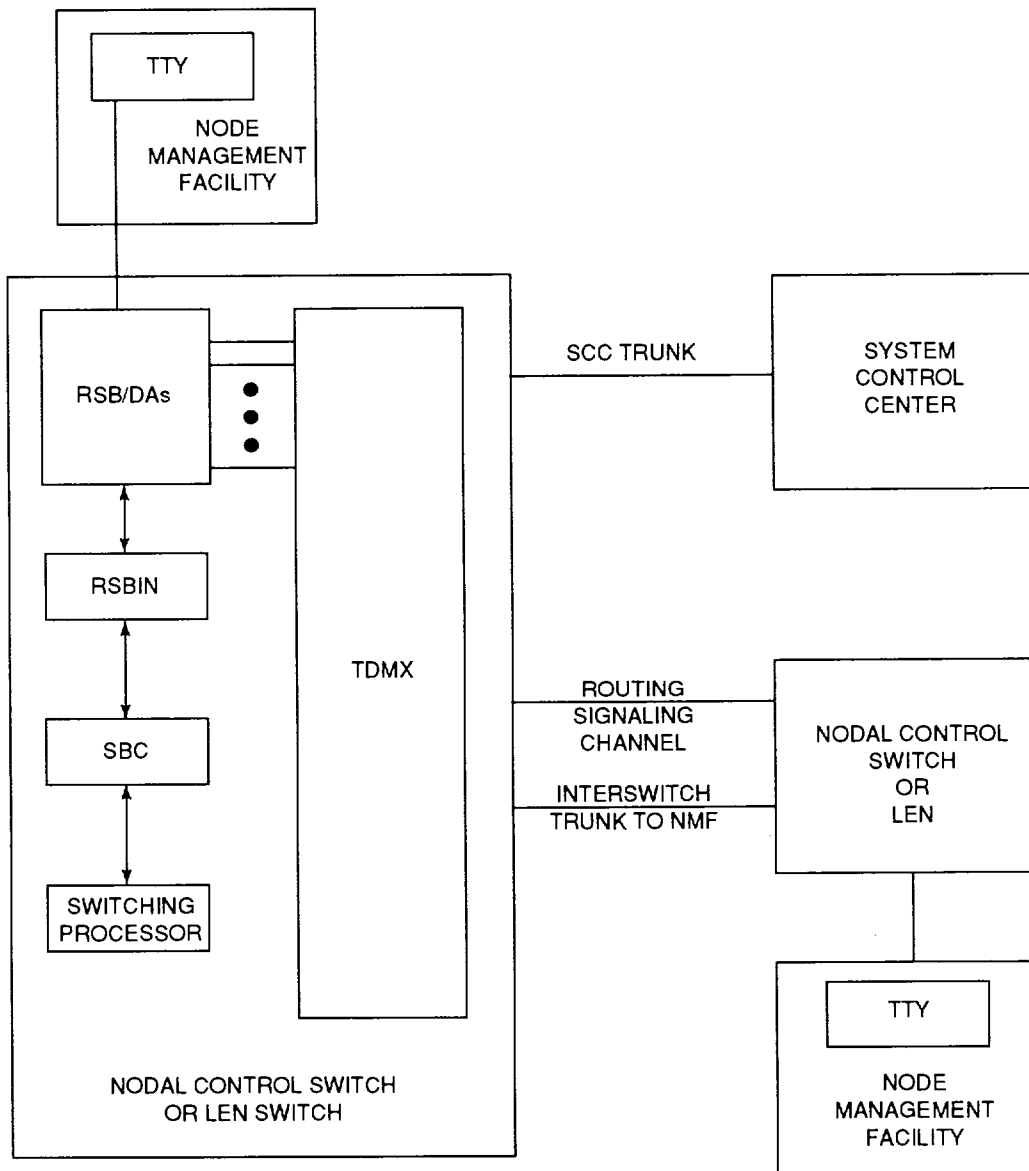 TTY
NODE
MANAGEMENT
FACILITY
RSB/DAs
RSBIN
SBC
SWITCHING
PROCESSOR
TDMX
NODAL CONTROL SWITCH
OR LEN SWITCH
SCC TRUNK
SYSTEM
CONTROL
CENTER
ROUTING
SIGNALING
CHANNEL
INTERSWITCH
TRUNK TO NMF
NODAL CONTROL
SWITCH
OR
LEN
TTY
NODE
MANAGEMENT
FACILITY